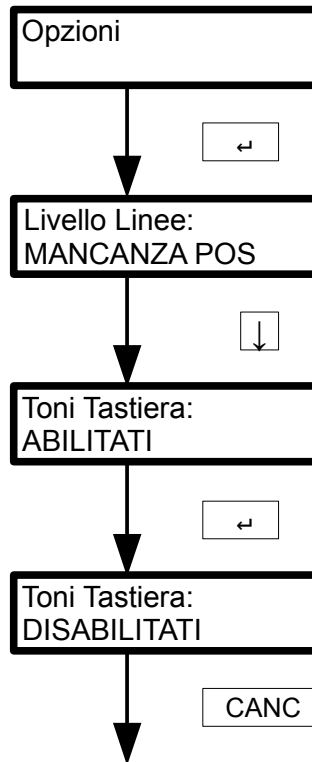 Opzioni
↵
Livello Linee:
MANCANZA POS
↓
Toni Tastiera:
ABILITATI
↵
Toni Tastiera:
DISABILITATI
CANC